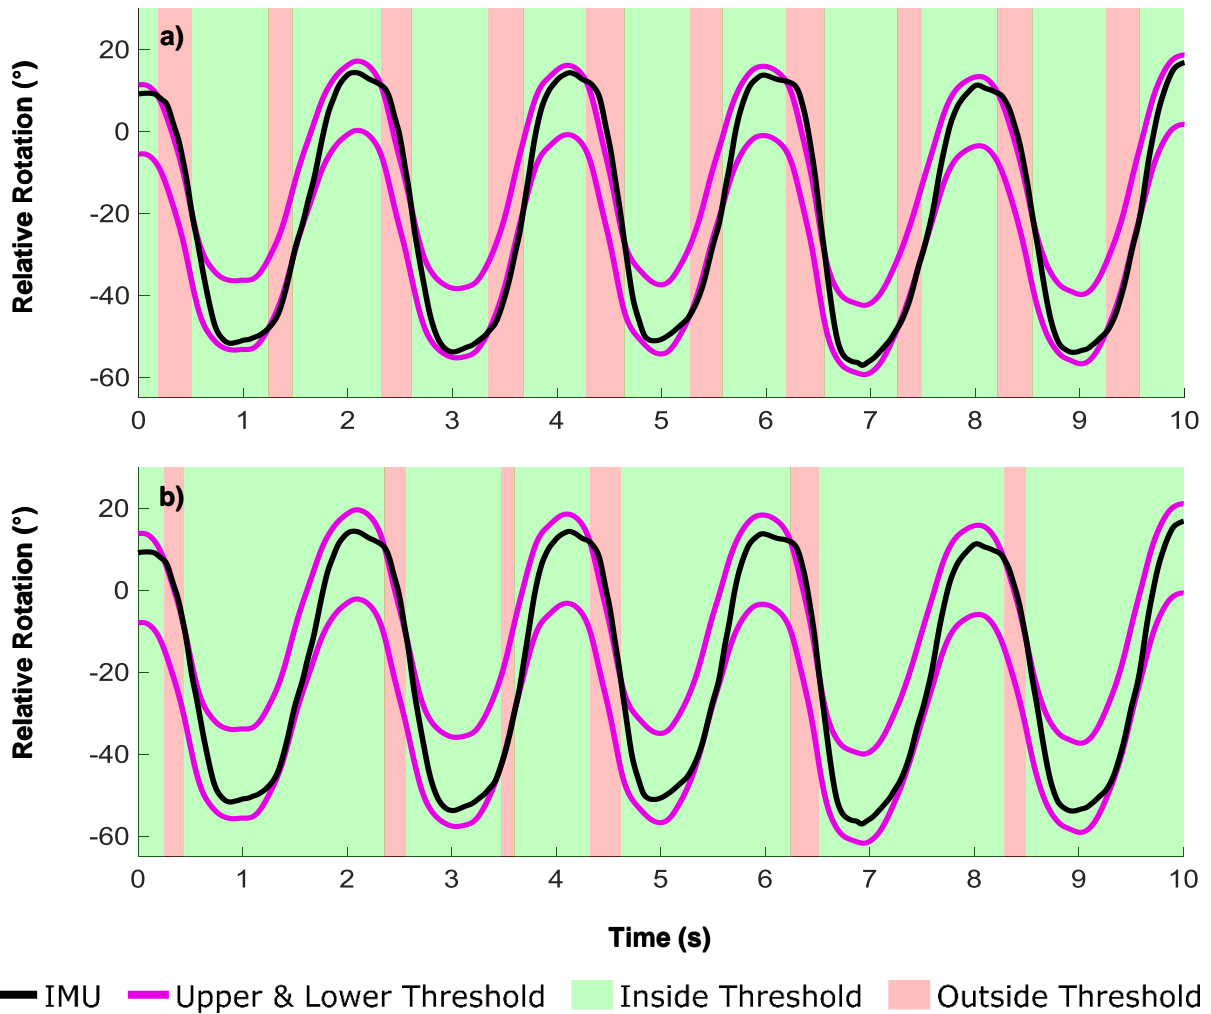 a)
Relative Rotation (°)
20
0
-20
-40
-60
0 1 2 3 4 5 6 7 8 9 10
b)
Relative Rotation (°)
20
0
-20
-40
-60
0 1 2 3 4 5 6 7 8 9 10
Time (s)
IMU Upper & Lower Threshold Inside Threshold Outside Threshold